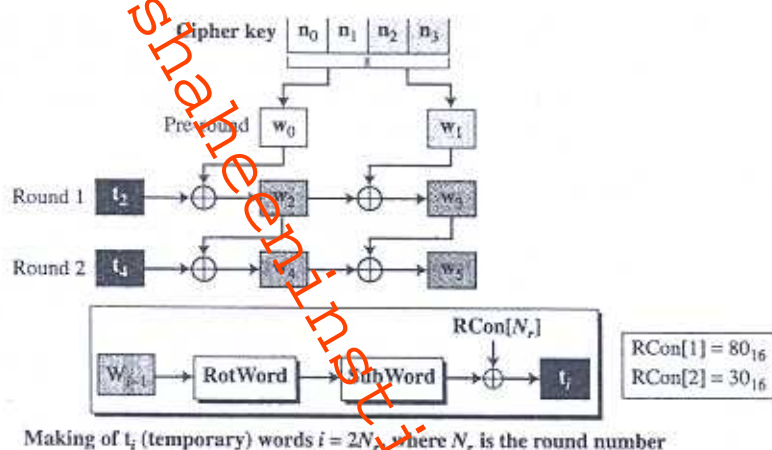 Cipher key n0 n1 n2 n3
Pre-round w0 w1
Round 1 t2 w2 w3
Round 2 t4 w4 w5
RCon[Nr]
Wi-1 RotWord SubWord ti
RCon[1] = 80₁₆
RCon[2] = 30₁₆
Making of ti (temporary) words i = 2Nr, where Nr is the round number
shaheeninsti